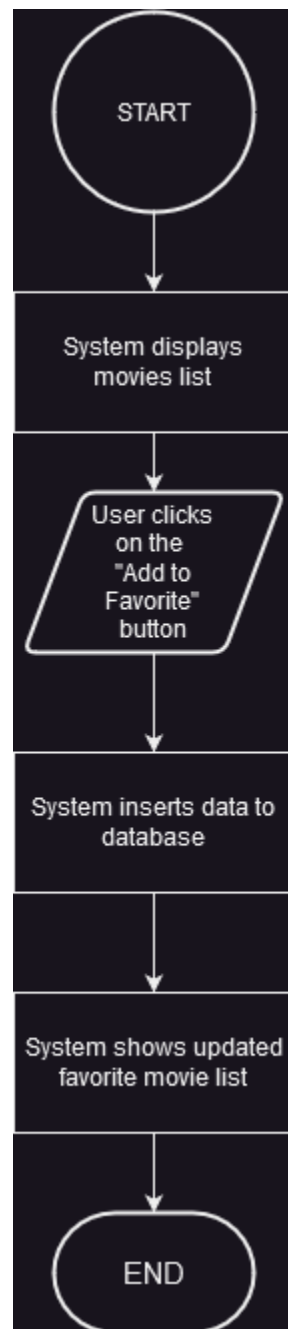 START
System displays
movies list
User clicks
on the
"Add to
Favorite"
button
System inserts data to
database
System shows updated
favorite movie list
END